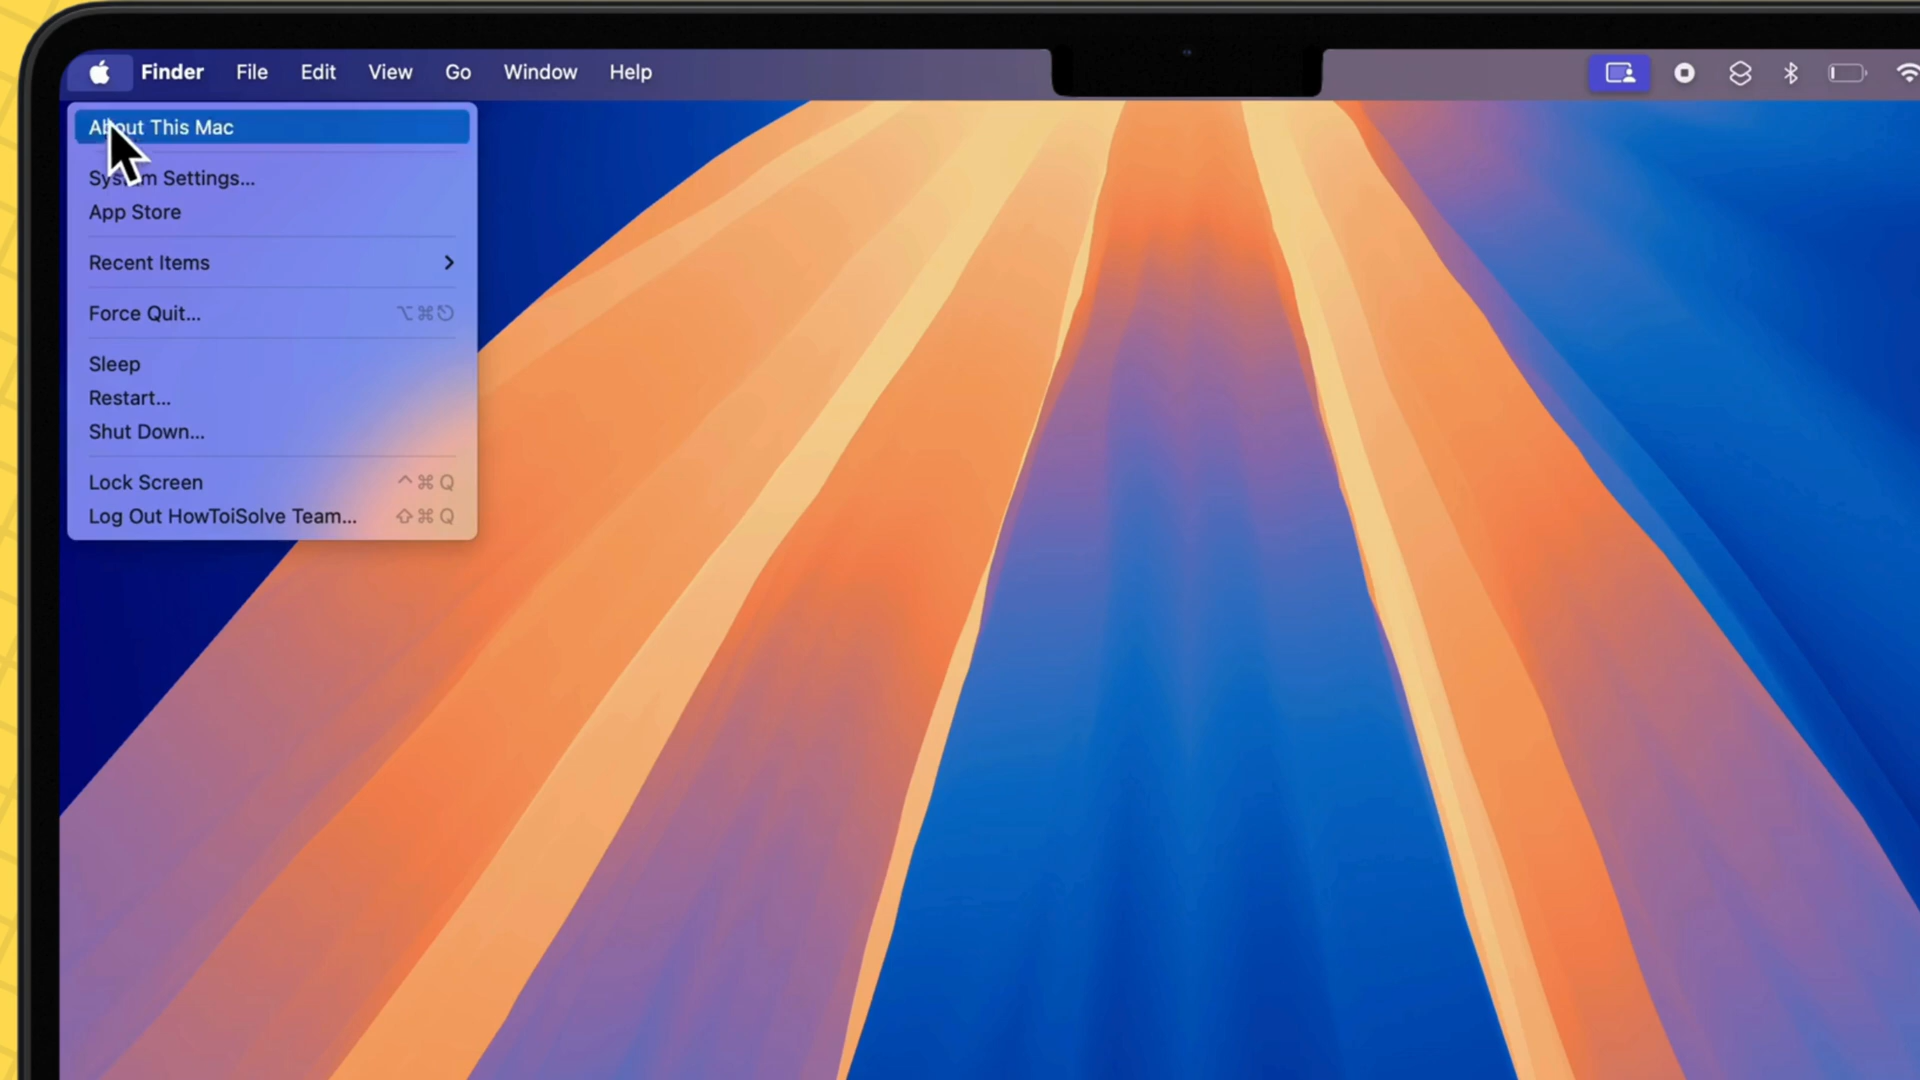 Finder File Edit View Go Window Help
About This Mac
System Settings...
App Store
Recent Items
Force Quit... ⌥⌘⎋
Sleep
Restart...
Shut Down...
Lock Screen ^⌘Q
Log Out HowToiSolve Team... ⇧⌘Q